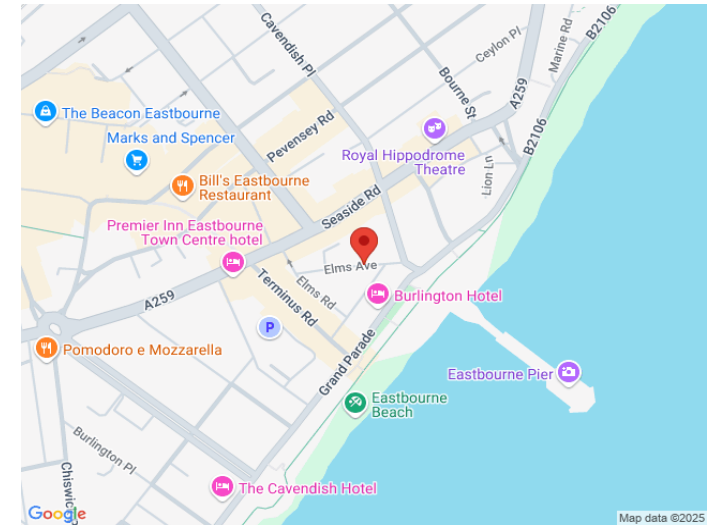 Cavendish Pl
Ceylon Pl
Marine Rd
B2106
Bourne St
A259
The Beacon Eastbourne
Marks and Spencer
Pevensey Rd
B2106
Royal Hippodrome
Theatre
Lion Ln
Bill's Eastbourne
Restaurant
Seaside Rd
Premier Inn Eastbourne
Town Centre hotel
Elms Ave
Elms Rd
Terminus Rd
Burlington Hotel
A259
P
Pomodoro e Mozzarella
Grand Parade
Eastbourne Pier
Eastbourne
Beach
Burlington Pl
Chiswick
The Cavendish Hotel
Google
Map data ©2025